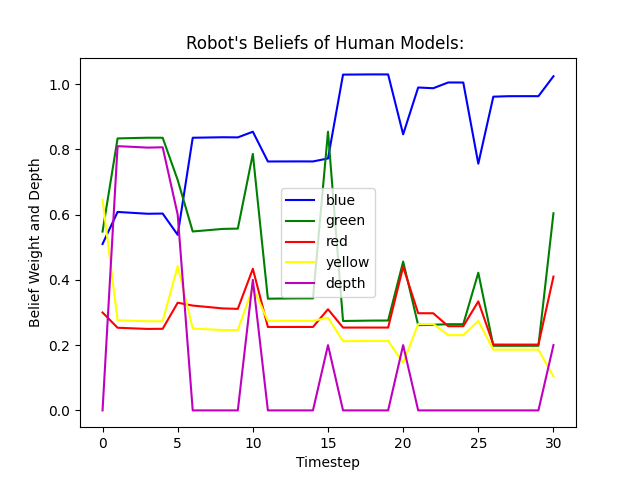 Robot's Beliefs of Human Models:
Belief Weight and Depth
1.0
0.8
0.6
0.4
0.2
0.0
blue
green
red
yellow
depth
0 5 10 15 20 25 30
Timestep